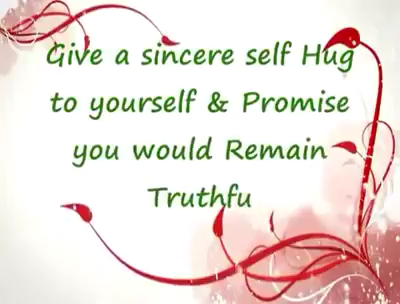 Give a sincere self Hug
to yourself & Promise
you would Remain
Truthfu